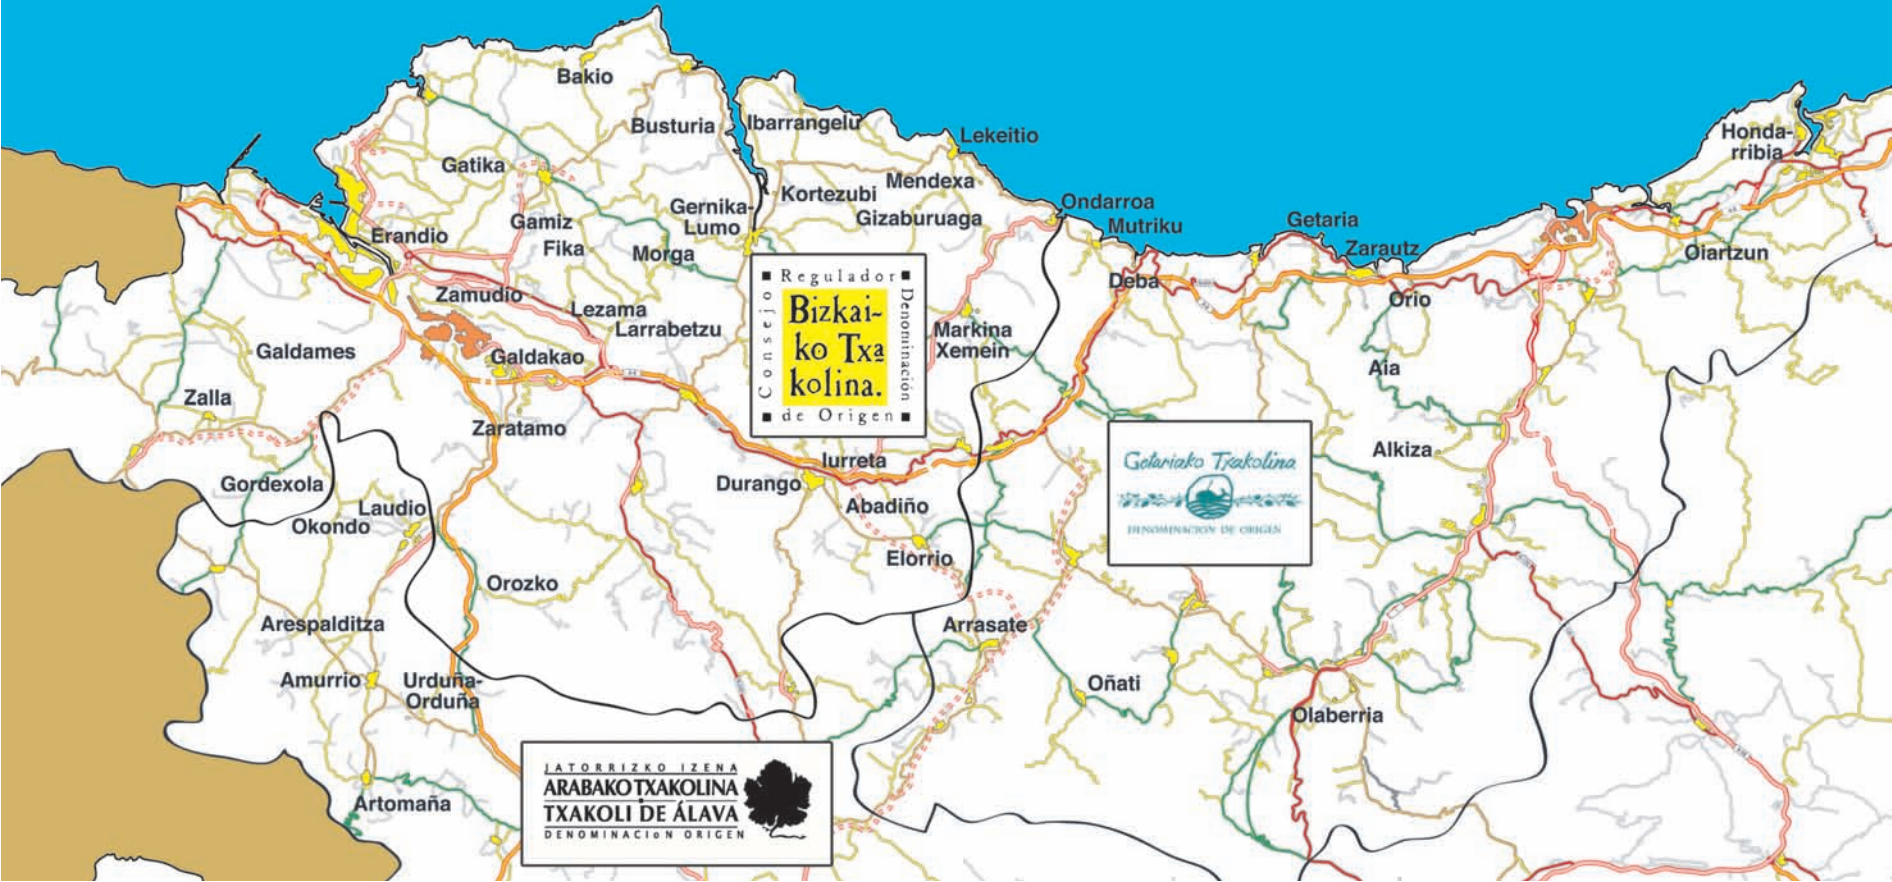 Bakio
Busturia
Ibarrangelu
Lekeitio
Honda-
rribia
Gatika
Mendexa
Kortezubi
Gernika-
Lumo
Gizaburuaga
Ondarroa
Mutriku
Getaria
Zarautz
Oiartzun
Erandio
Gamiz
Fika
Morga
Deba
Orio
Zamudio
Lezama
Larrabetzu
Galdames
Galdakao
Markina
Xemein
Aia
Zalla
Zaratamo
Consejo
Regulador
Denominación
de Origen
Bizkai-
ko Txa
kolina.
Alkiza
Iurreta
Durango
Abadiño
Gordexola
Laudio
Okondo
Getariako Txakolina
DENOMINACION DE ORIGEN
Elorrio
Orozko
Arespalditza
Arrasate
Amurrio
Urduña-
Orduña
Oñati
Olaberria
Artomaña
JATORRIZKO IZENA
ARABAKO TXAKOLINA
TXAKOLI DE ÁLAVA
DENOMINACIoN ORIGEN